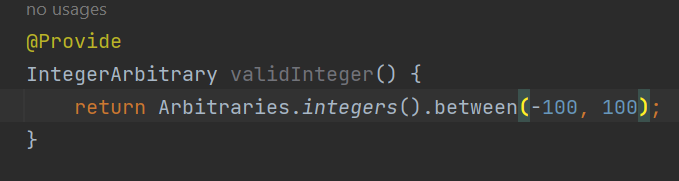 no usages
@Provide
IntegerArbitrary validInteger() {
    return Arbitraries.integers().between(-100, 100);
}